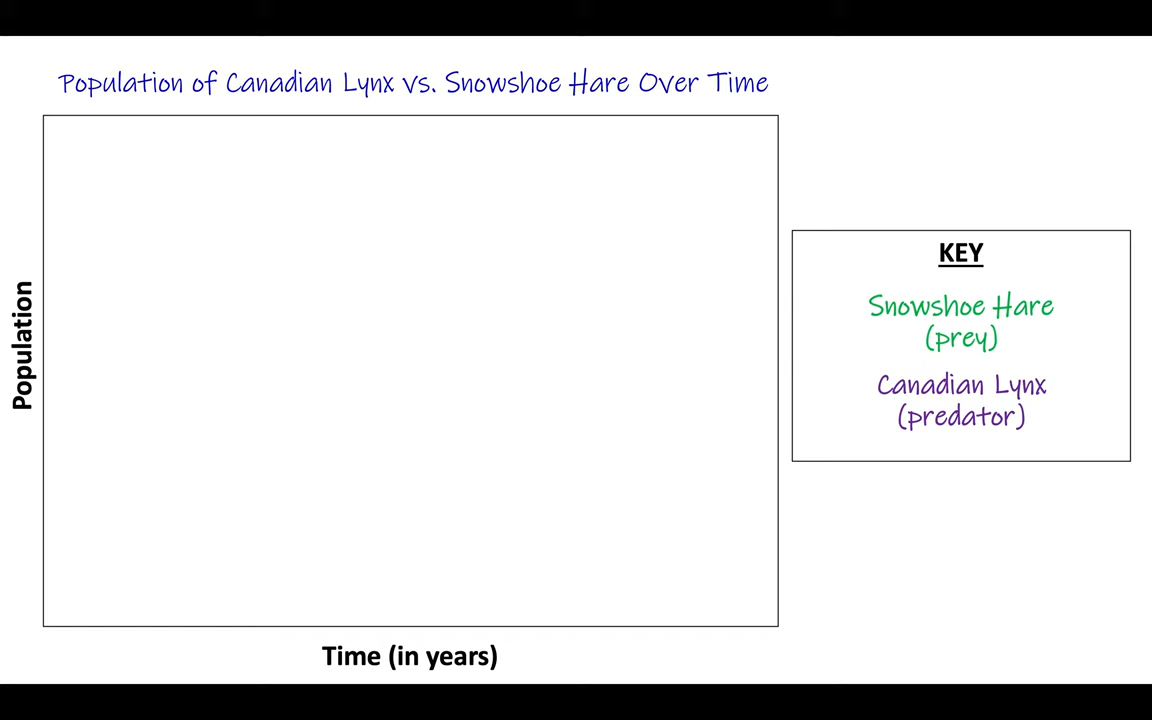 Population of Canadian Lynx vs. Snowshoe Hare Over Time
Population
KEY
Snowshoe Hare
(prey)
Canadian Lynx
(predator)
Time (in years)